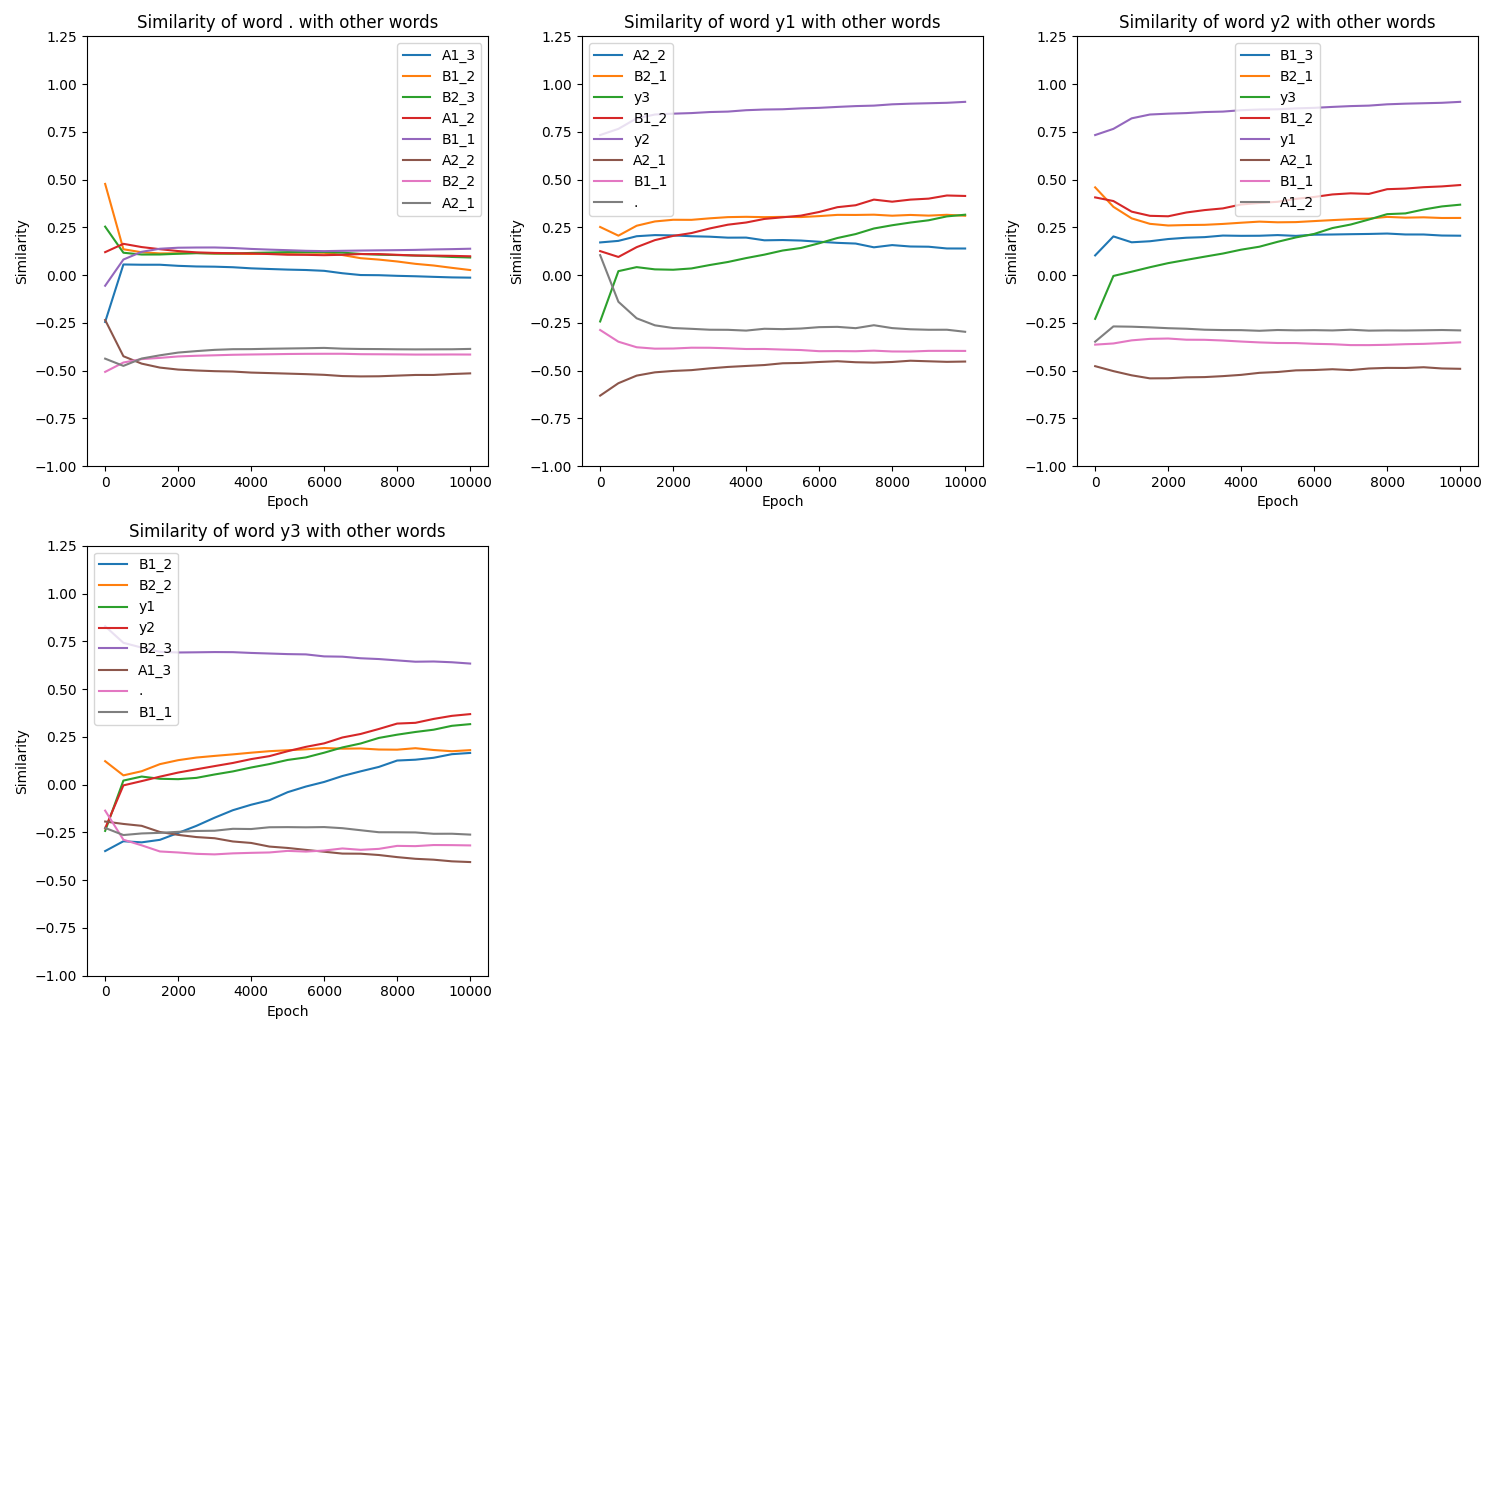 Similarity of word . with other words
1.25
1.00
0.75
0.50
0.25
0.00
−0.25
−0.50
−0.75
−1.00
Similarity
A1_3
B1_2
B2_3
A1_2
B1_1
A2_2
B2_2
A2_1
0 2000 4000 6000 8000 10000
Epoch
Similarity of word y1 with other words
1.25
1.00
0.75
0.50
0.25
0.00
−0.25
−0.50
−0.75
−1.00
Similarity
A2_2
B2_1
y3
B1_2
y2
A2_1
B1_1
.
0 2000 4000 6000 8000 10000
Epoch
Similarity of word y2 with other words
1.25
1.00
0.75
0.50
0.25
0.00
−0.25
−0.50
−0.75
−1.00
Similarity
B1_3
B2_1
y3
B1_2
y1
A2_1
B1_1
A1_2
0 2000 4000 6000 8000 10000
Epoch
Similarity of word y3 with other words
1.25
1.00
0.75
0.50
0.25
0.00
−0.25
−0.50
−0.75
−1.00
Similarity
B1_2
B2_2
y1
y2
B2_3
A1_3
.
B1_1
0 2000 4000 6000 8000 10000
Epoch